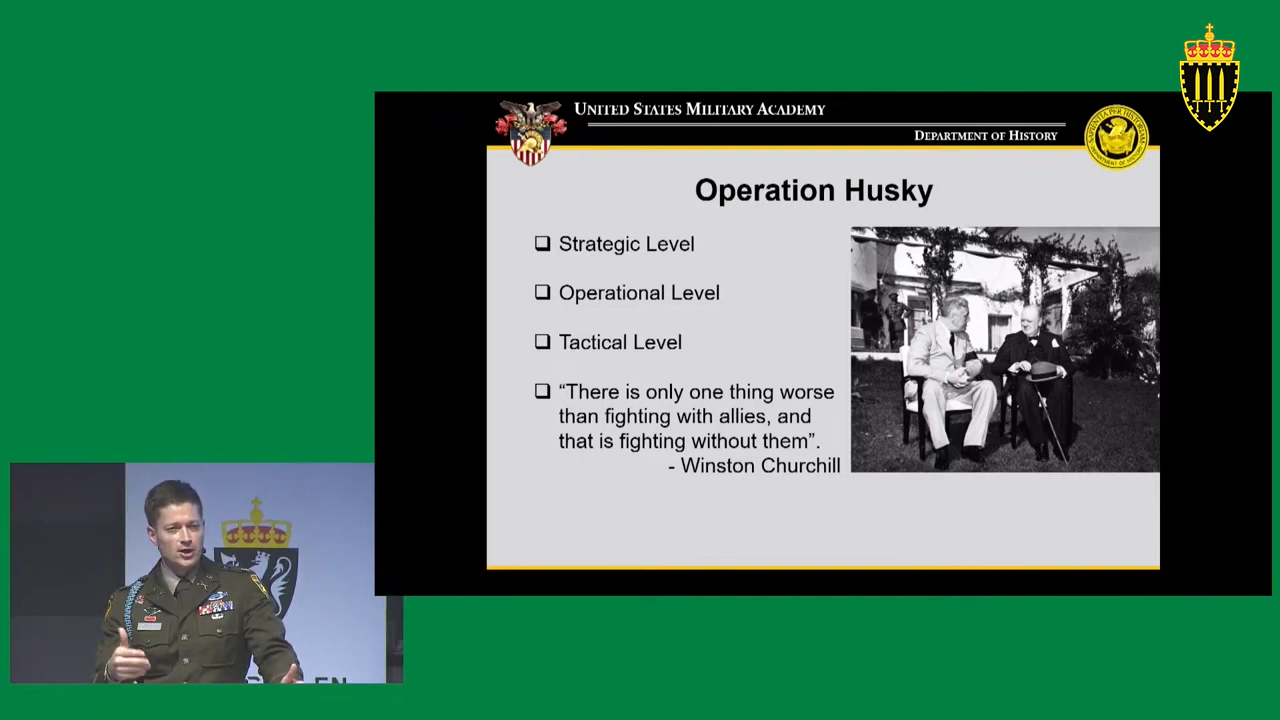 UNITED STATES MILITARY ACADEMY
DEPARTMENT OF HISTORY
Operation Husky
Strategic Level
Operational Level
Tactical Level
“There is only one thing worse
than fighting with allies, and
that is fighting without them”.
- Winston Churchill